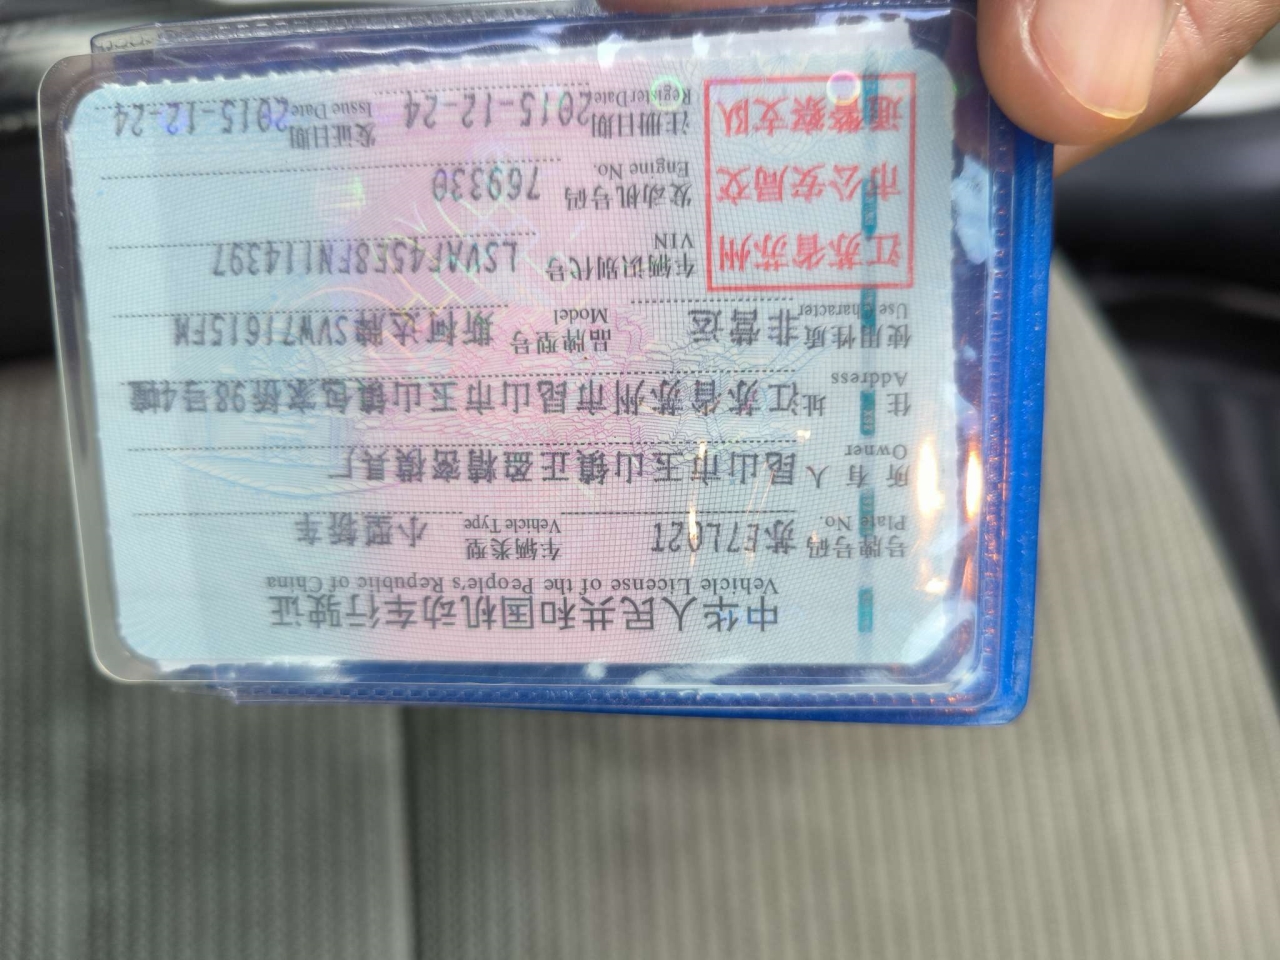 中华人民共和国机动车行驶证
Vehicle License of the People's Republic of China
号牌号码 苏E7L02T 车辆类型 小型轿车
Plate No. Vehicle Type
所有人 昆山市玉山镇正盈精密模具厂
Owner
住址 江苏省苏州市昆山市玉山镇包家桥98号4幢
Address
使用性质 非营运 品牌型号 斯柯达牌SVW71615FM
Use Character Model
江苏省苏州
市公安局交
通警察支队
车辆识别代号 LSVAF45E8FN114397
VIN
发动机号码 769330
Engine No.
注册日期 2015-12-24 发证日期 2015-12-24
Register Date Issue Date